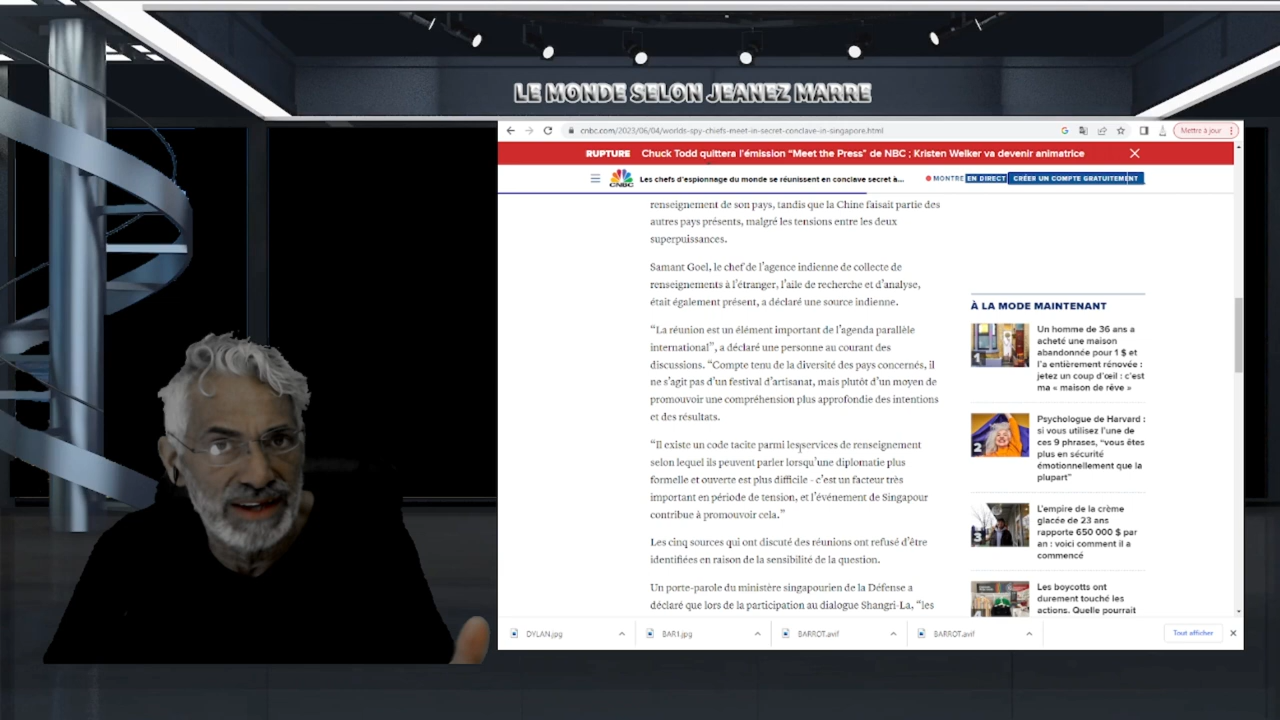 LE MONDE SELON JEANEZ MARRE
cnbc.com/2023/06/04/worlds-spy-chiefs-meet-in-secret-conclave-in-singapore.html
Mettre à jour
RUPTURE Chuck Todd quittera l'émission “Meet the Press” de NBC ; Kristen Welker va devenir animatrice
CNBC
Les chefs d'espionnage du monde se réunissent en conclave secret à...
MONTRE EN DIRECT
CRÉER UN COMPTE GRATUITEMENT
renseignement de son pays, tandis que la Chine faisait partie des
autres pays présents, malgré les tensions entre les deux
superpuissances.
Samant Goel, le chef de l'agence indienne de collecte de
renseignements à l'étranger, l'aile de recherche et d'analyse,
était également présent, a déclaré une source indienne.
“La réunion est un élément important de l'agenda parallèle
international”, a déclaré une personne au courant des
discussions. “Compte tenu de la diversité des pays concernés, il
ne s'agit pas d'un festival d'artisanat, mais plutôt d'un moyen de
promouvoir une compréhension plus approfondie des intentions
et des résultats.
“Il existe un code tacite parmi les services de renseignement
selon lequel ils peuvent parler lorsqu'une diplomatie plus
formelle et ouverte est plus difficile - c'est un facteur très
important en période de tension, et l'événement de Singapour
contribue à promouvoir cela.”
Les cinq sources qui ont discuté des réunions ont refusé d'être
identifiées en raison de la sensibilité de la question.
Un porte-parole du ministère singapourien de la Défense a
déclaré que lors de la participation au dialogue Shangri-La, “les
À LA MODE MAINTENANT
1
Un homme de 36 ans a
acheté une maison
abandonnée pour 1 $ et
l'a entièrement rénovée :
jetez un coup d'œil : c'est
ma « maison de rêve »
2
Psychologue de Harvard :
si vous utilisez l'une de
ces 9 phrases, “vous êtes
plus en sécurité
émotionnellement que la
plupart”
3
L'empire de la crème
glacée de 23 ans
rapporte 650 000 $ par
an : voici comment il a
commencé
Les boycotts ont
durement touché les
actions. Quelle pourrait
DYLAN.jpg
BAR1.jpg
BARROT.avif
BARROT.avif
Tout afficher